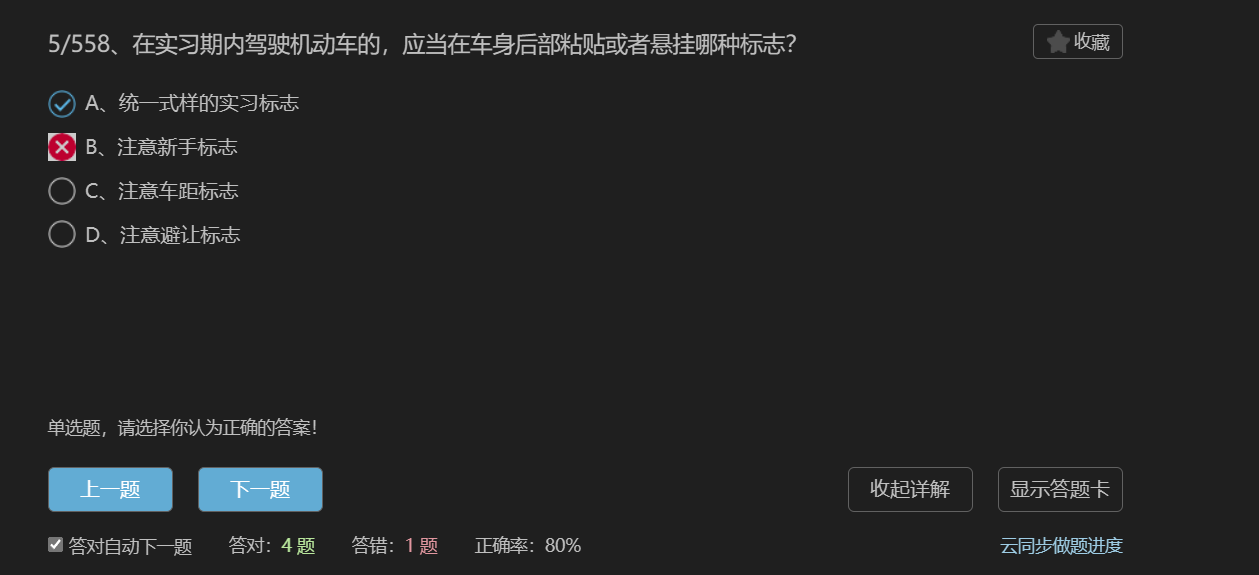 5/558、在实习期内驾驶机动车的，应当在车身后部粘贴或者悬挂哪种标志？
收藏
A、统一式样的实习标志
B、注意新手标志
C、注意车距标志
D、注意避让标志
单选题，请选择你认为正确的答案！
上一题 下一题 收起详解 显示答题卡
答对自动下一题 答对：4 题 答错：1 题 正确率：80% 云同步做题进度